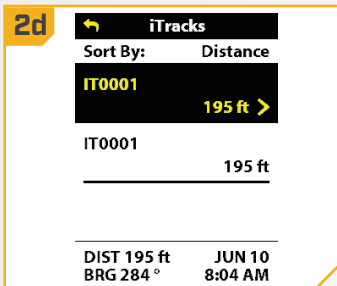 2d
iTracks
Sort By: Distance
IT0001
195 ft
IT0001
195 ft
DIST 195 ft JUN 10
BRG 284 ° 8:04 AM